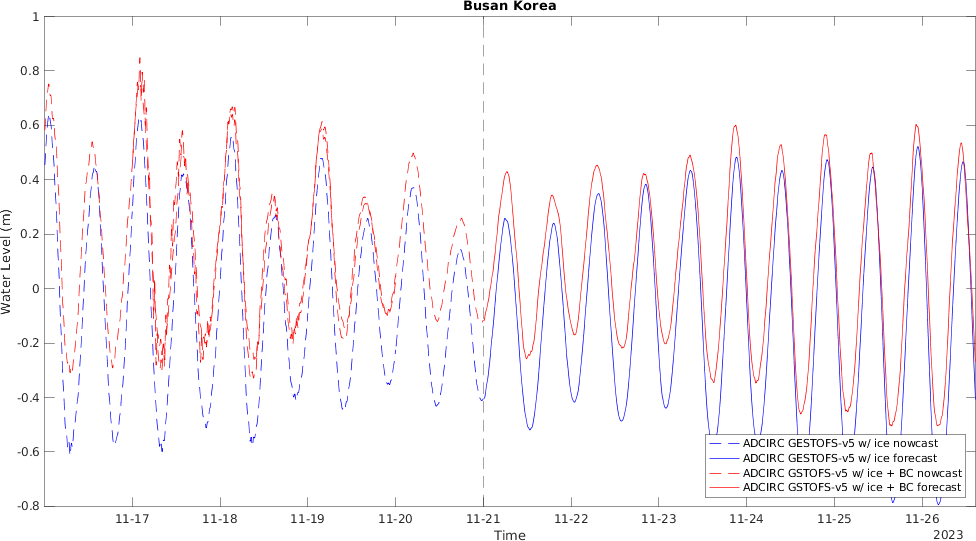 Busan Korea
1
0.8
0.6
0.4
0.2
0
-0.2
-0.4
-0.6
-0.8
Water Level (m)
ADCIRC GESTOFS-v5 w/ ice nowcast
ADCIRC GESTOFS-v5 w/ ice forecast
ADCIRC GSTOFS-v5 w/ ice + BC nowcast
ADCIRC GSTOFS-v5 w/ ice + BC forecast
11-17 11-18 11-19 11-20 11-21 11-22 11-23 11-24 11-25 11-26
Time
2023